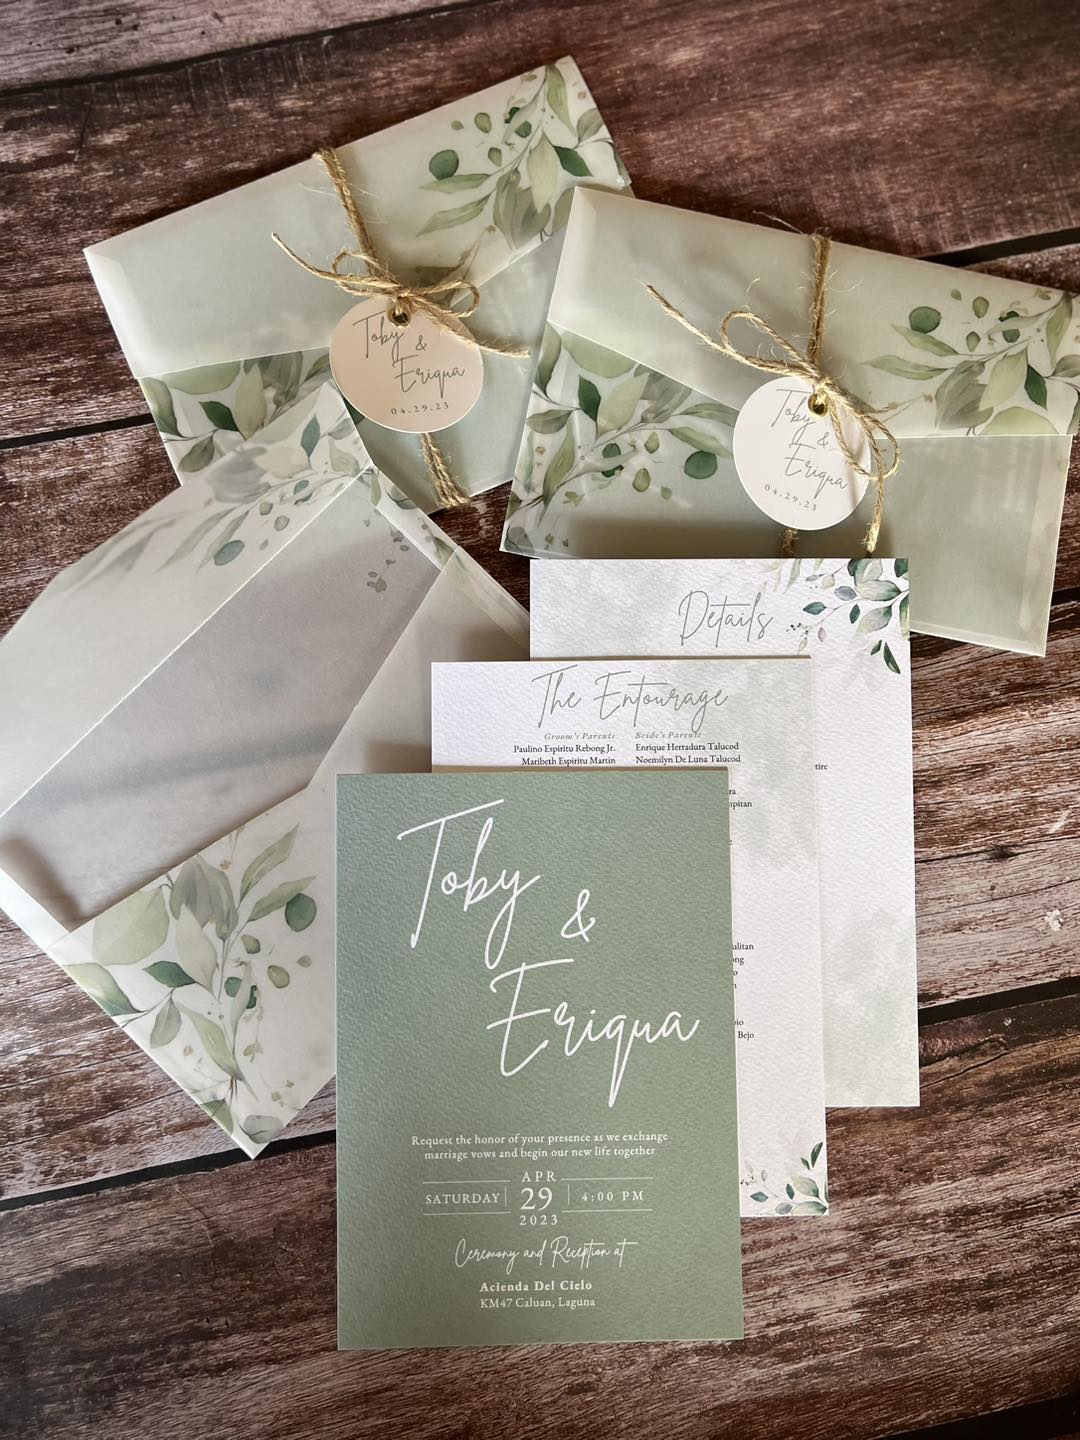 Toby
&
Eriqua
04.29.23
Toby
&
Eriqua
04.29.23
Details
tire
The Entourage
Groom's Parents
Paulino Espiritu Rebong Jr.
Maribeth Espiritu Martin
Bride's Parents
Enrique Herradura Talucod
Noemilyn De Luna Talucod
Bejo
Toby
&
Eriqua
Request the honor of your presence as we exchange
marriage vows and begin our new life together
APR
SATURDAY 29 4:00 PM
2023
Ceremony and Reception at
Acienda Del Cielo
KM47 Caluan, Laguna